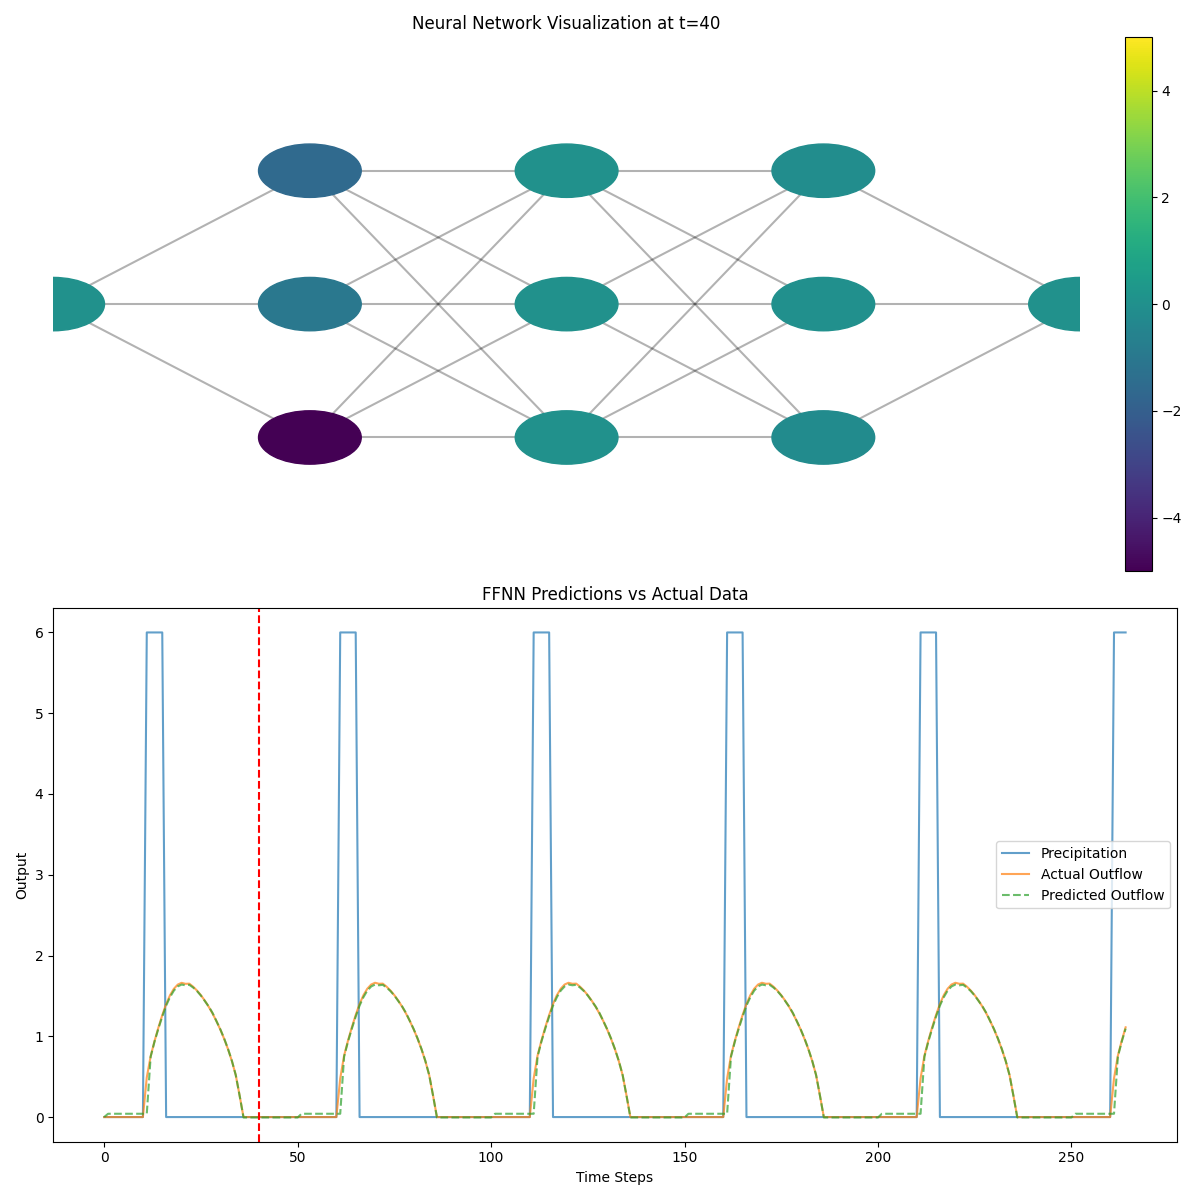 Neural Network Visualization at t=40
4
2
0
−2
−4
FFNN Predictions vs Actual Data
6
5
4
3
2
1
0
Output
Precipitation
Actual Outflow
Predicted Outflow
0 50 100 150 200 250
Time Steps